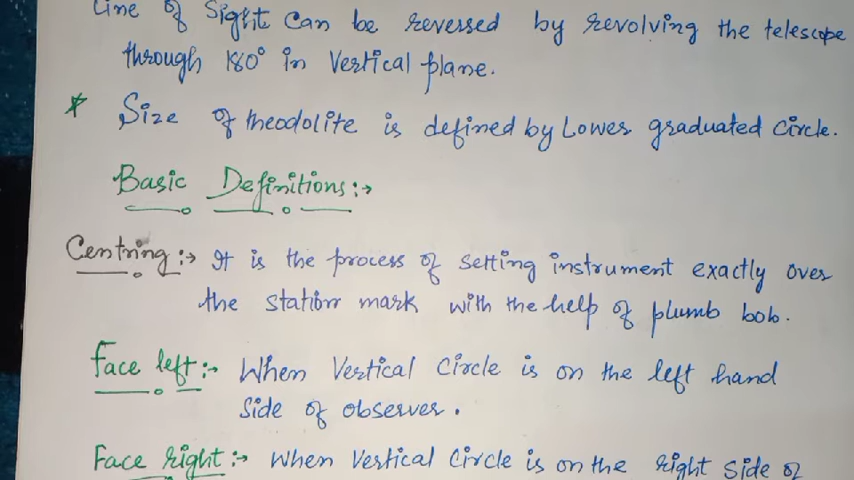 Line of Sight can be reversed by revolving the telescope
through 180° in Vertical plane.
* Size of theodolite is defined by Lower graduated circle.
Basic Definitions:→
Centring:→ It is the process of setting instrument exactly over
the station mark with the help of plumb bob.
Face left:- When Vertical Circle is on the left hand
side of observer.
Face right:→ When Vertical Circle is on the right side of